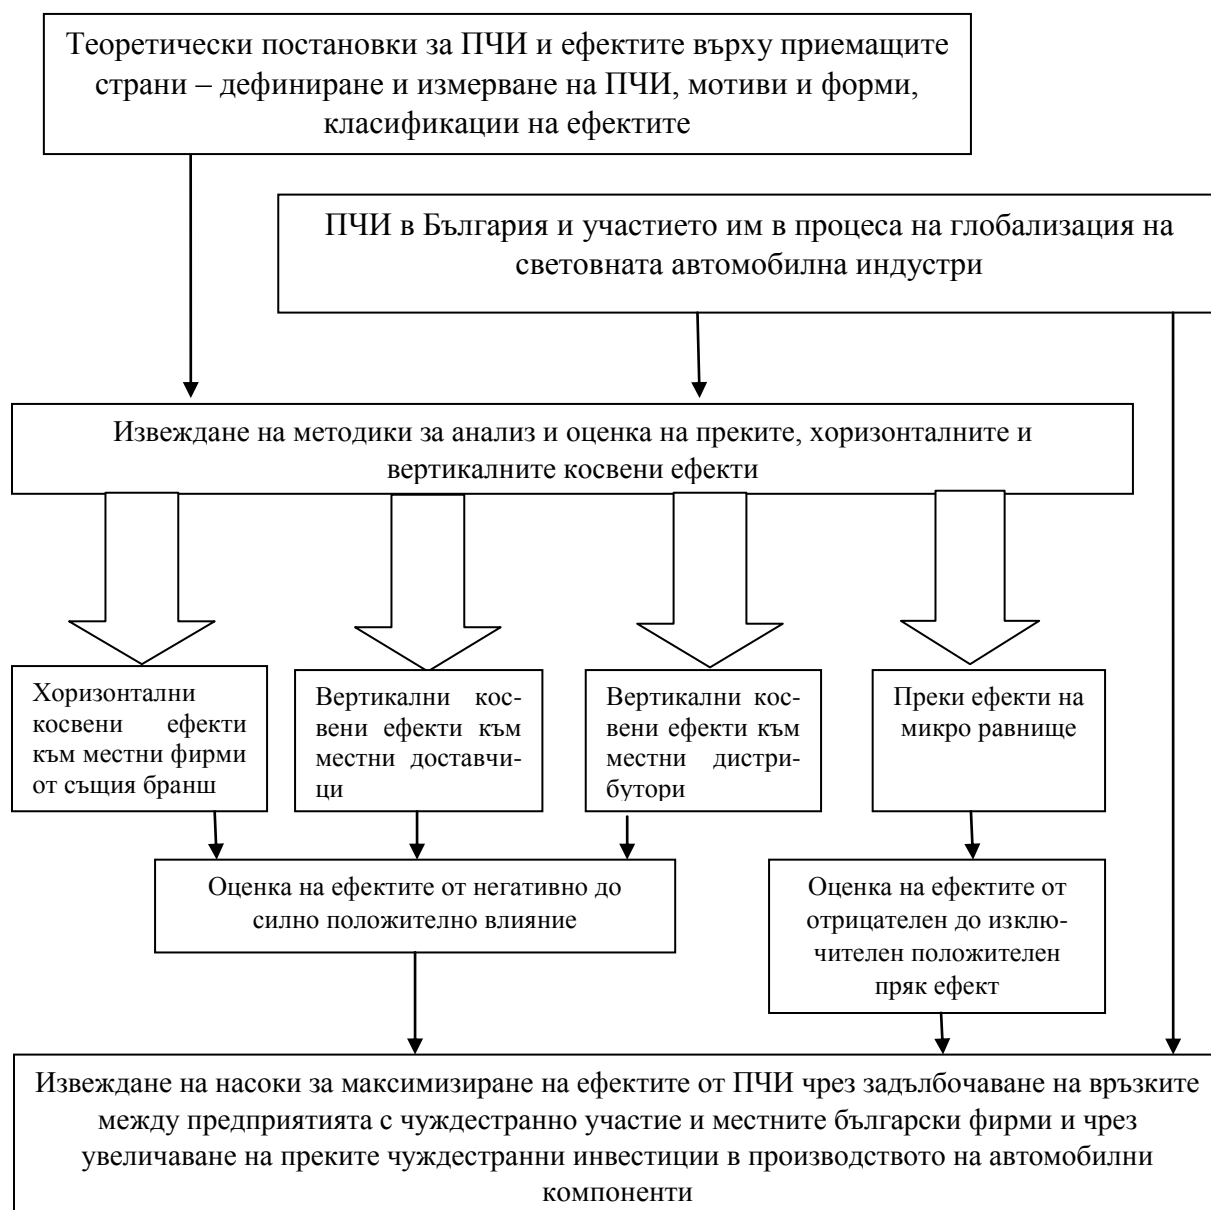 Теоретически постановки за ПЧИ и ефектите върху приемащите
страни – дефиниране и измерване на ПЧИ, мотиви и форми,
класификации на ефектите
ПЧИ в България и участието им в процеса на глобализация на
световната автомобилна индустри
Извеждане на методики за анализ и оценка на преките, хоризонталните и
вертикалните косвени ефекти
Хоризонтални
косвени ефекти
към местни фирми
от същия бранш
Вертикални кос-
вени ефекти към
местни доставчи-
ци
Вертикални кос-
вени ефекти към
местни дистри-
бутори
Преки ефекти на
микро равнище
Оценка на ефектите от негативно до
силно положително влияние
Оценка на ефектите от
отрицателен до изклю-
чителен положителен
пряк ефект
Извеждане на насоки за максимизиране на ефектите от ПЧИ чрез задълбочаване на връзките
между предприятията с чуждестранно участие и местните български фирми и чрез
увеличаване на преките чуждестранни инвестиции в производството на автомобилни
компоненти